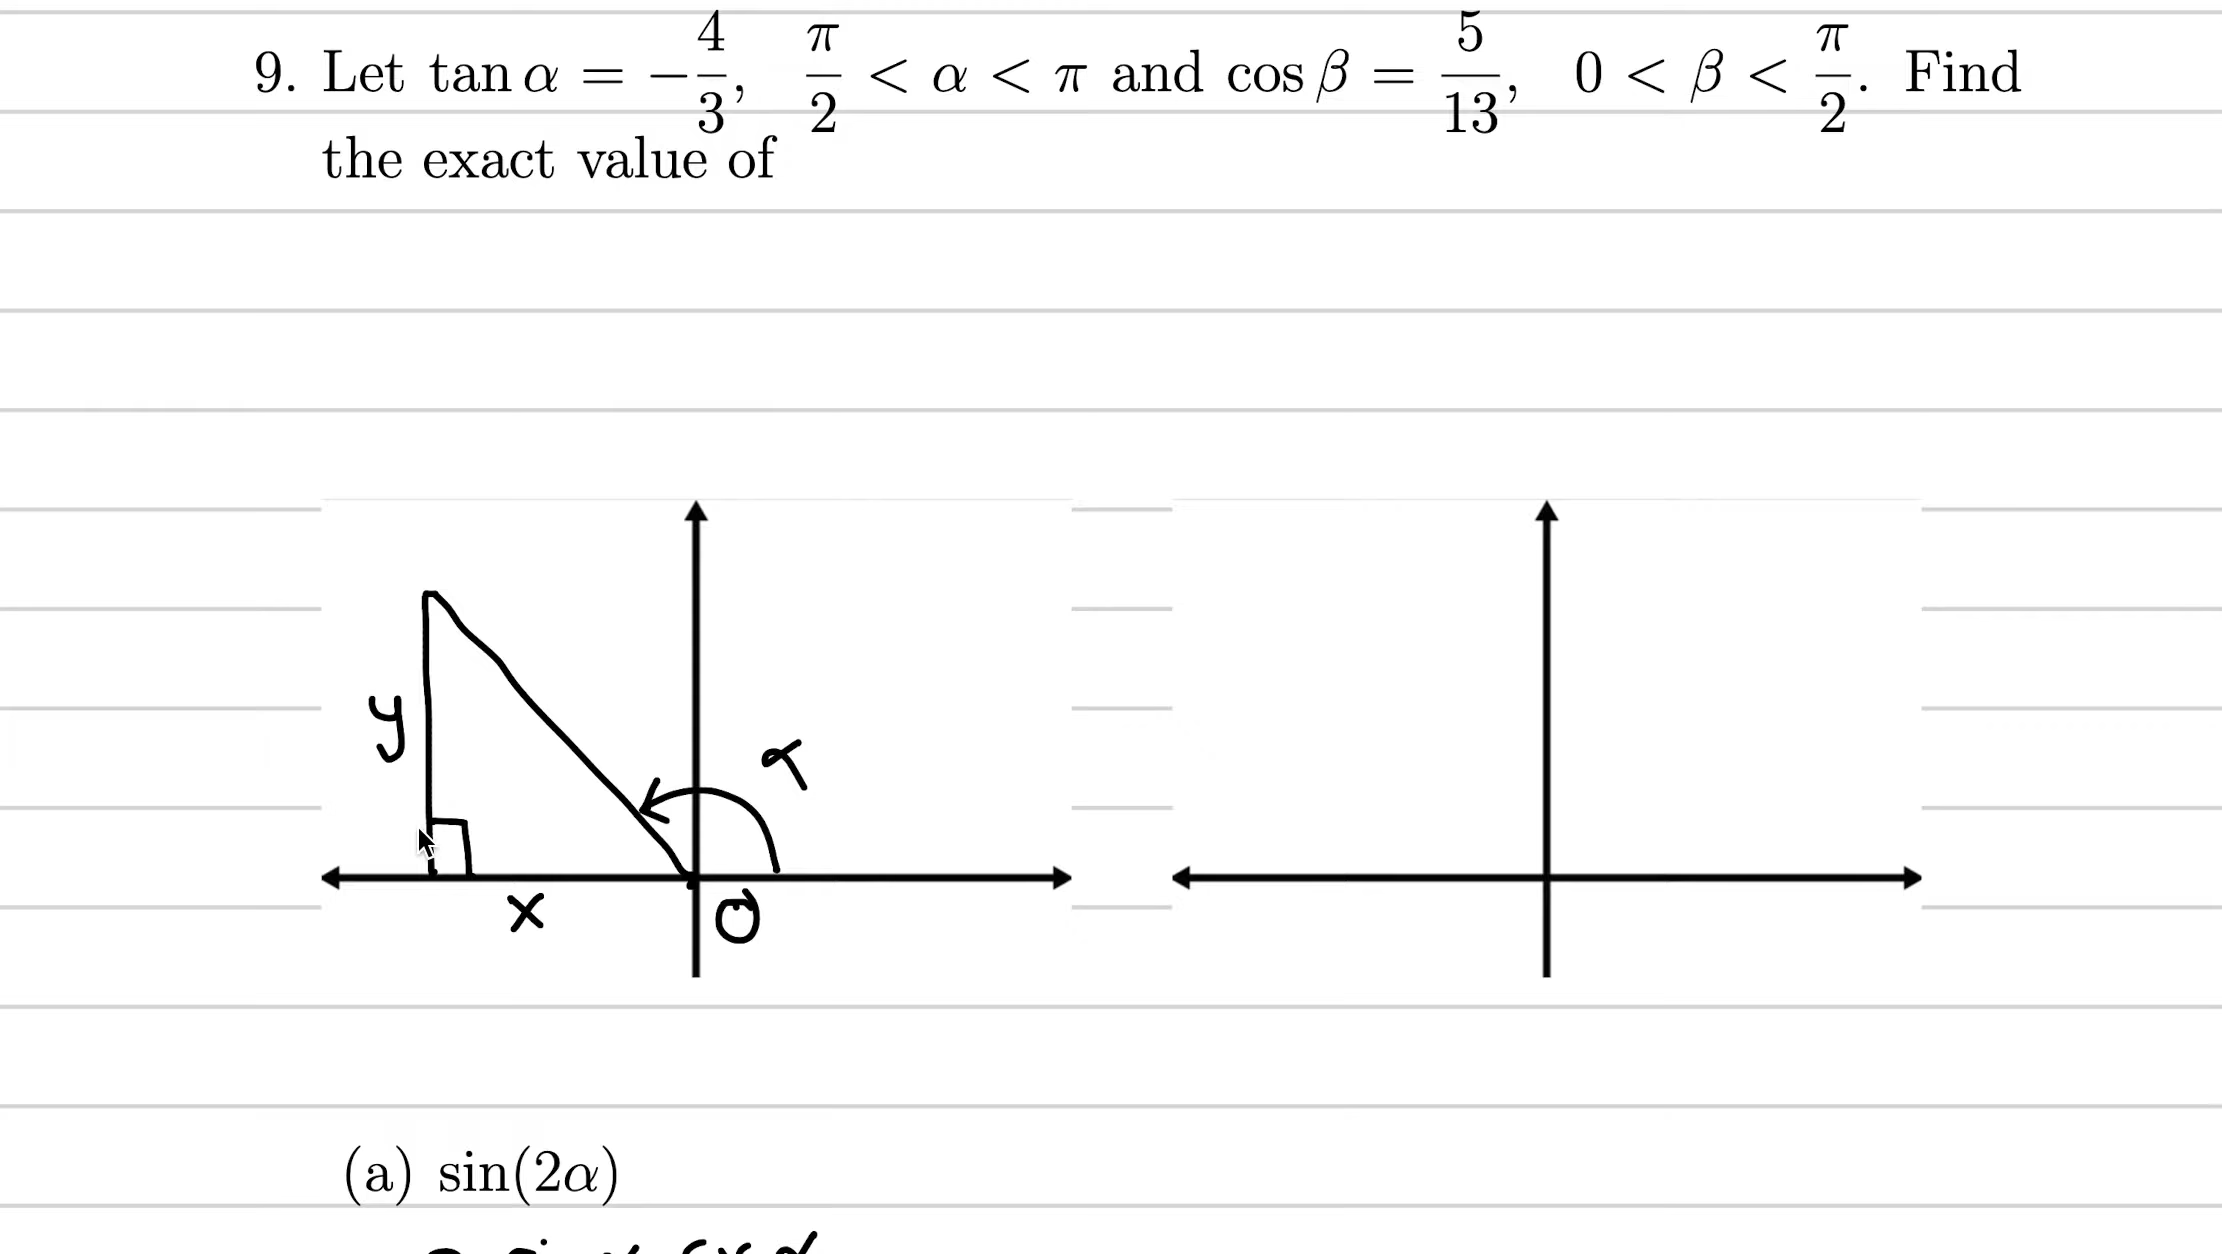 9. Let tan α = −4/3, π/2 < α < π and cos β = 5/13, 0 < β < π/2. Find
the exact value of
y
α
x
0
(a) sin(2α)